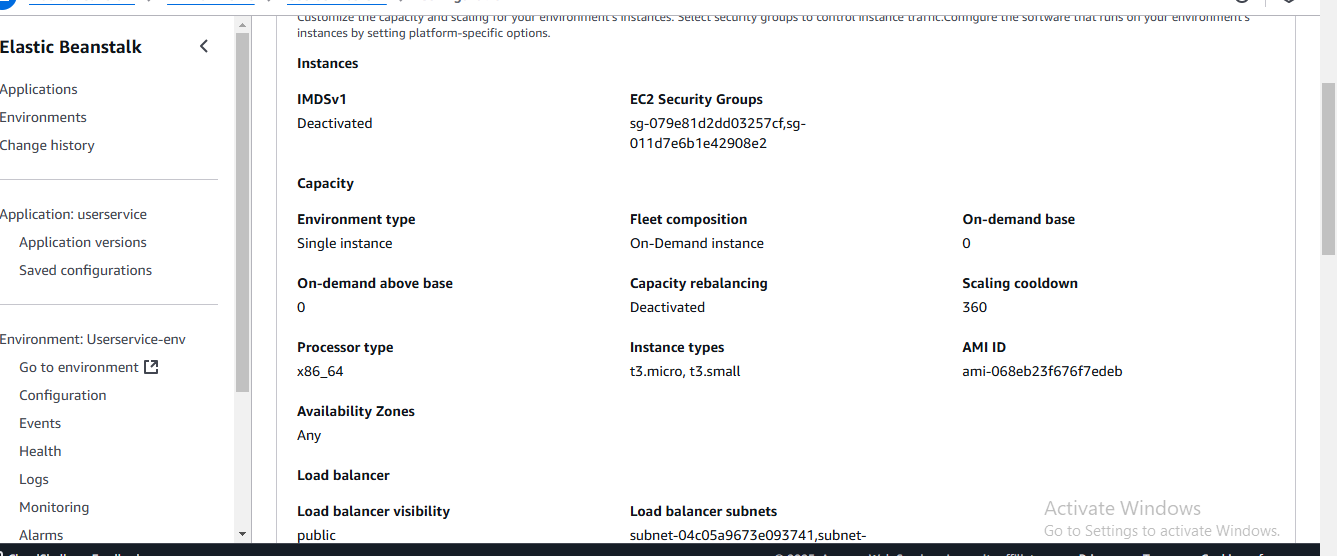 Customize the capacity and scaling for your environment's instances. Select security groups to control instance traffic.Configure the software that runs on your environment's
instances by setting platform-specific options.
Elastic Beanstalk
Applications
Environments
Change history
Application: userservice
Application versions
Saved configurations
Environment: Userservice-env
Go to environment
Configuration
Events
Health
Logs
Monitoring
Alarms
Instances
IMDSv1
Deactivated
EC2 Security Groups
sg-079e81d2dd03257cf,sg-
011d7e6b1e42908e2
Capacity
Environment type
Single instance
Fleet composition
On-Demand instance
On-demand base
0
On-demand above base
0
Capacity rebalancing
Deactivated
Scaling cooldown
360
Processor type
x86_64
Instance types
t3.micro, t3.small
AMI ID
ami-068eb23f676f7edeb
Availability Zones
Any
Load balancer
Load balancer visibility
public
Load balancer subnets
subnet-04c05a9673e093741,subnet-
Activate Windows
Go to Settings to activate Windows.